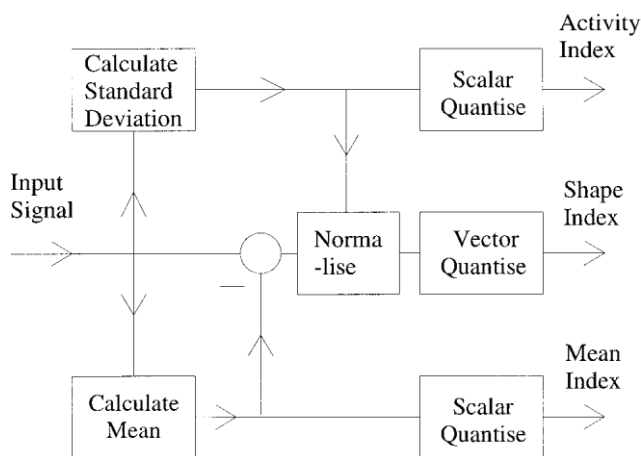 Activity
Index
Calculate
Standard
Deviation
Scalar
Quantise
Input
Signal
Norma
-lise
Vector
Quantise
Shape
Index
—
Calculate
Mean
Scalar
Quantise
Mean
Index